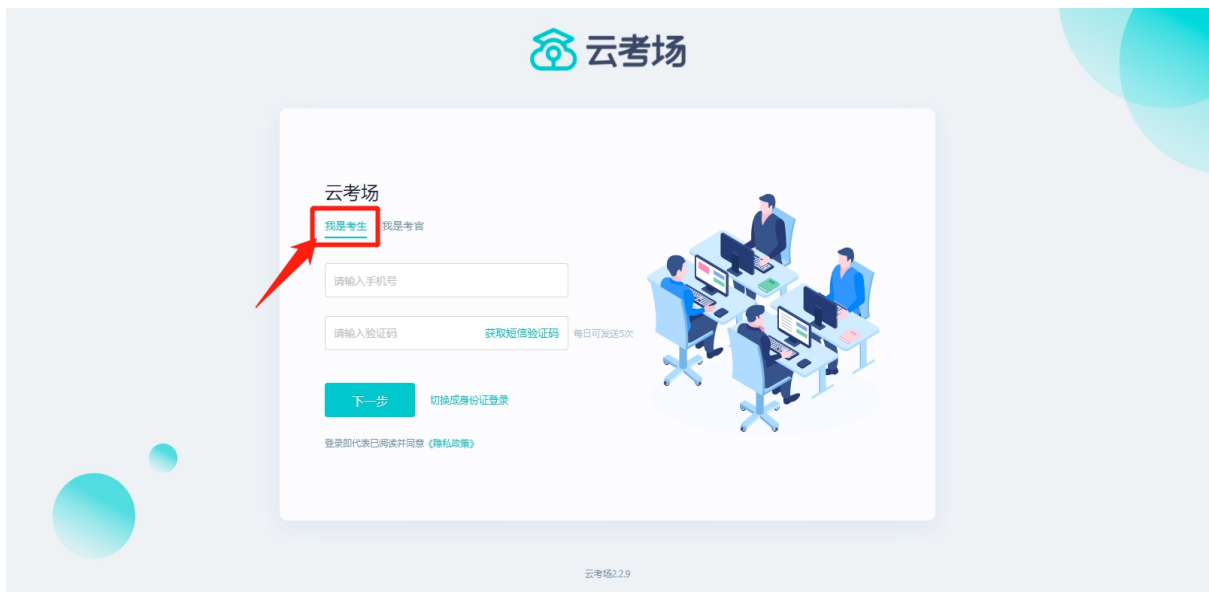 云考场
云考场
我是考生 我是考官
请输入手机号
请输入验证码 获取短信验证码 每日可发送5次
下一步 切换成身份证登录
登录即代表已阅读并同意《隐私政策》
云考场2.2.9